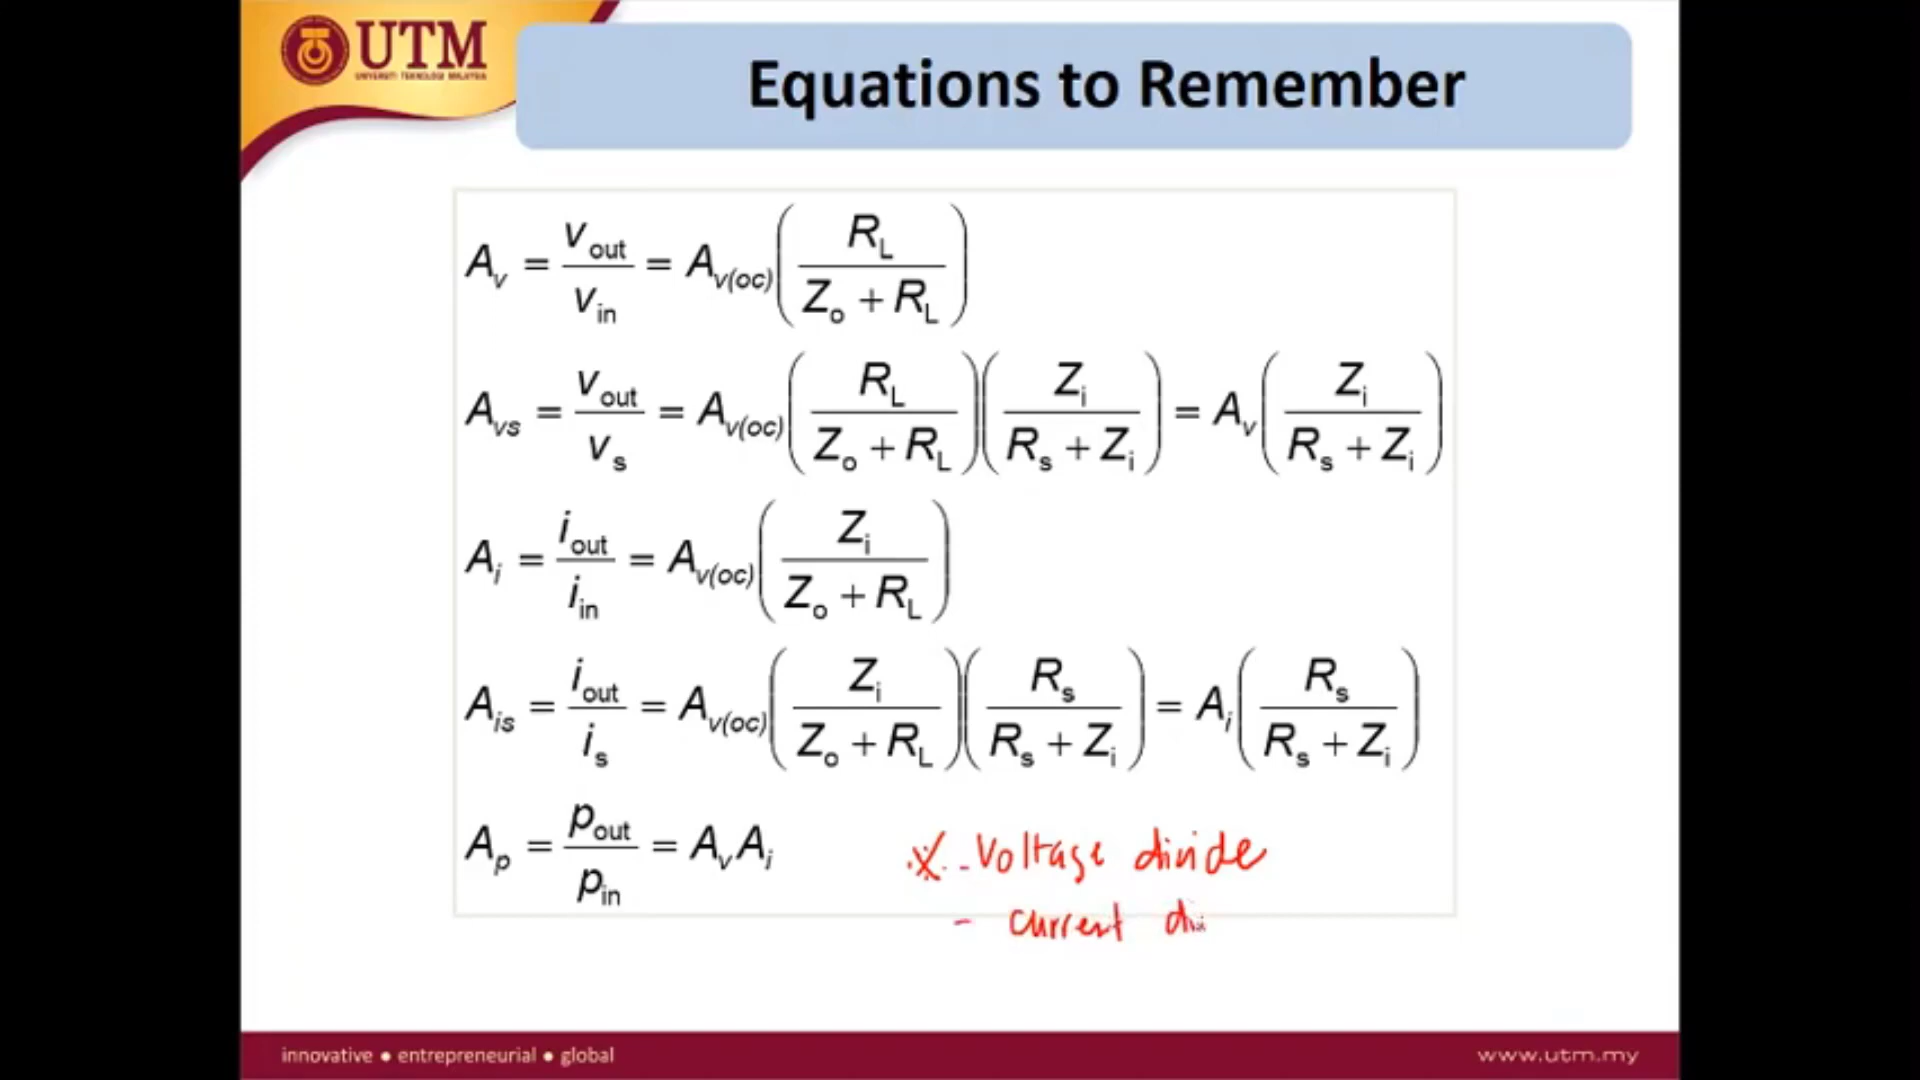 UTM
UNIVERSITI TEKNOLOGI MALAYSIA
Equations to Remember
A_v = v_out / v_in = A_v(oc) ( R_L / (Z_o + R_L) )
A_vs = v_out / v_s = A_v(oc) ( R_L / (Z_o + R_L) ) ( Z_i / (R_s + Z_i) ) = A_v ( Z_i / (R_s + Z_i) )
A_i = i_out / i_in = A_v(oc) ( Z_i / (Z_o + R_L) )
A_is = i_out / i_s = A_v(oc) ( Z_i / (Z_o + R_L) ) ( R_s / (R_s + Z_i) ) = A_i ( R_s / (R_s + Z_i) )
A_p = p_out / p_in = A_v A_i
※ - Voltage divide
- current di
innovative ● entrepreneurial ● global
www.utm.my